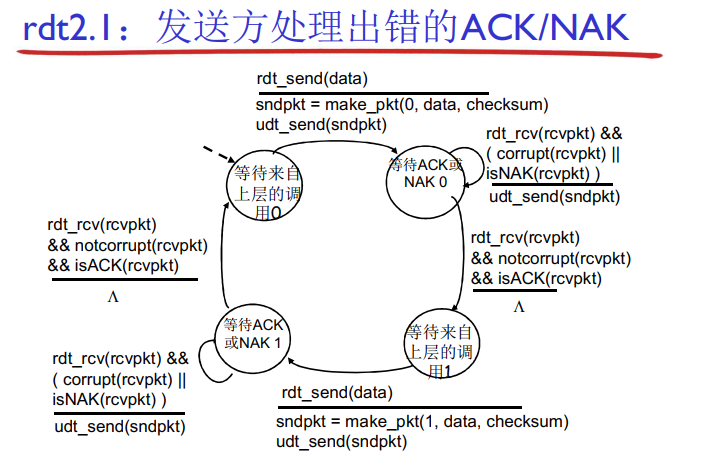 rdt2.1：发送方处理出错的ACK/NAK
rdt_send(data)
sndpkt = make_pkt(0, data, checksum)
udt_send(sndpkt)
等待来自
上层的调
用0
等待ACK或
NAK 0
rdt_rcv(rcvpkt) &&
( corrupt(rcvpkt) ||
isNAK(rcvpkt) )
udt_send(sndpkt)
rdt_rcv(rcvpkt)
&& notcorrupt(rcvpkt)
&& isACK(rcvpkt)
Λ
rdt_rcv(rcvpkt)
&& notcorrupt(rcvpkt)
&& isACK(rcvpkt)
Λ
等待ACK
或NAK 1
等待来自
上层的调
用1
rdt_rcv(rcvpkt) &&
( corrupt(rcvpkt) ||
isNAK(rcvpkt) )
udt_send(sndpkt)
rdt_send(data)
sndpkt = make_pkt(1, data, checksum)
udt_send(sndpkt)